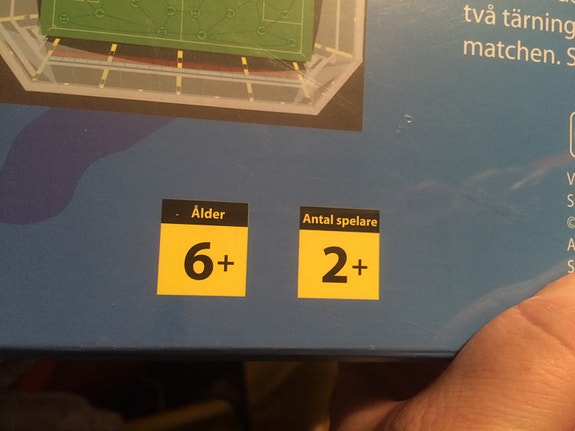 två tärning
matchen. S
Ålder
6+
Antal spelare
2+
V
S
©
A
S